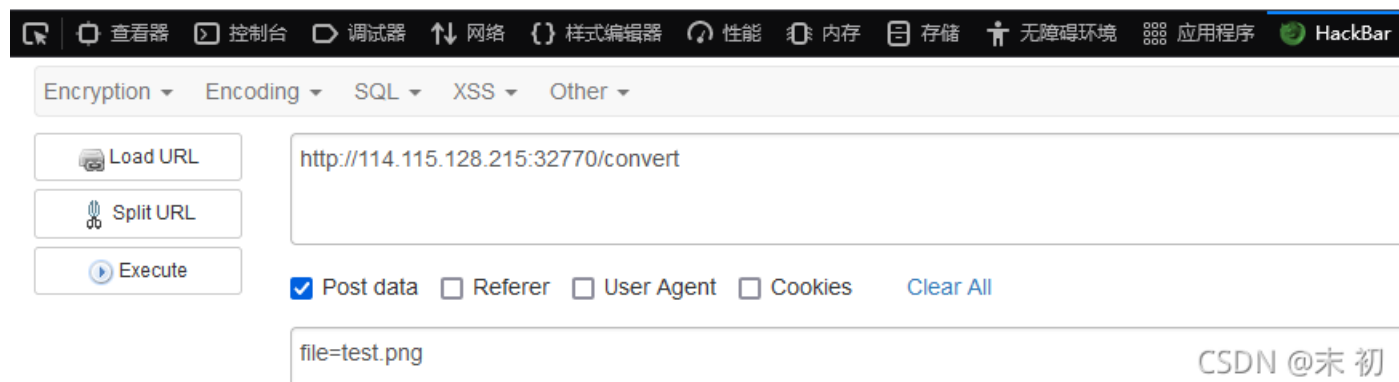 查看器 控制台 调试器 网络 {} 样式编辑器 性能 内存 存储 无障碍环境 应用程序 HackBar
Encryption Encoding SQL XSS Other
Load URL
http://114.115.128.215:32770/convert
Split URL
Execute
Post data Referer User Agent Cookies Clear All
file=test.png
CSDN @末 初